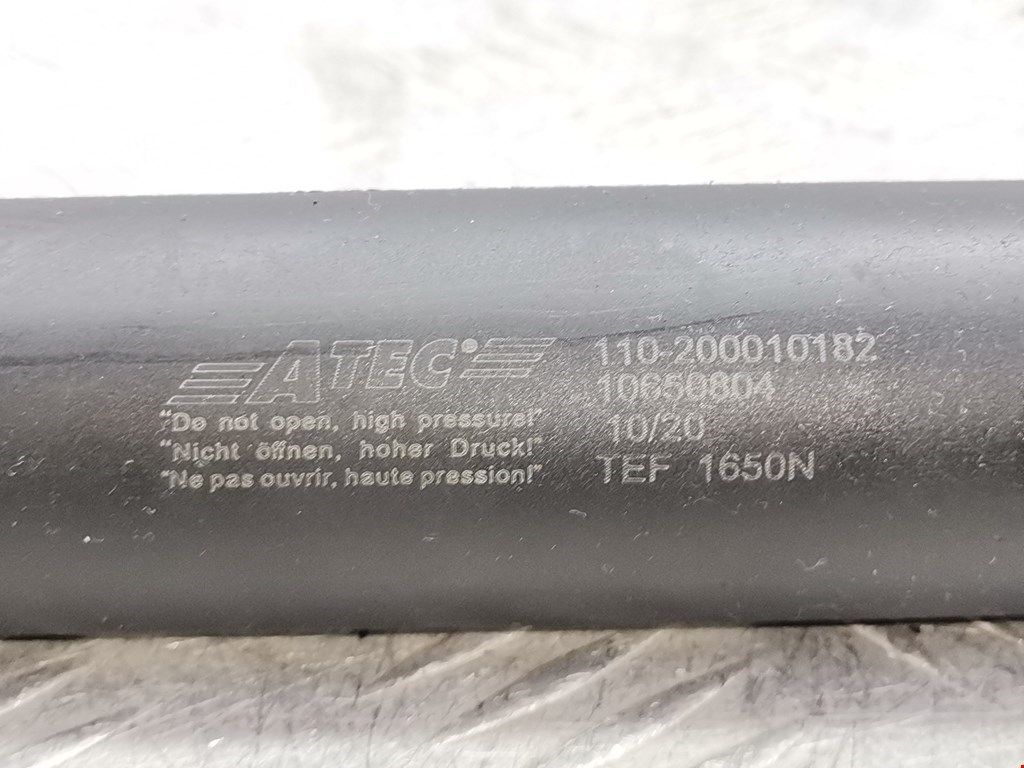 ATEC®
"Do not open, high pressure!"
"Nicht öffnen, hoher Druck!"
"Ne pas ouvrir, haute pression!"
110-200010182
10650804
10/20
TEF 1650N